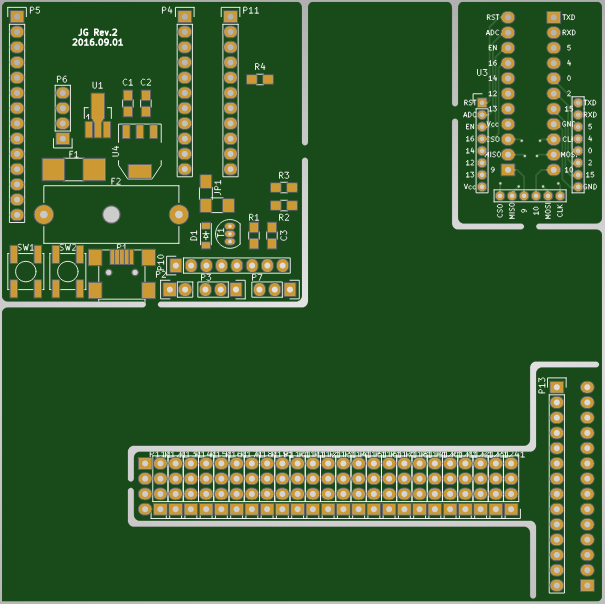 P5
P4
P11
JG Rev.2
2016.09.01
P6
U1
C1
C2
R4
U4
F1
F2
R3
JP1
R2
R1
D1
T1
C3
SW1
SW2
P1
P10
P2
P3
P7
U3
RST
TXD
ADC
RXD
EN
5
16
4
14
0
12
2
13
15
Vcc
GND
CSO
CLK
MISO
MOSI
9
10
RST
TXD
ADC
RXD
EN
5
16
4
14
0
12
2
13
15
Vcc
GND
CSO
MISO
9
10
MOSI
CLK
P13